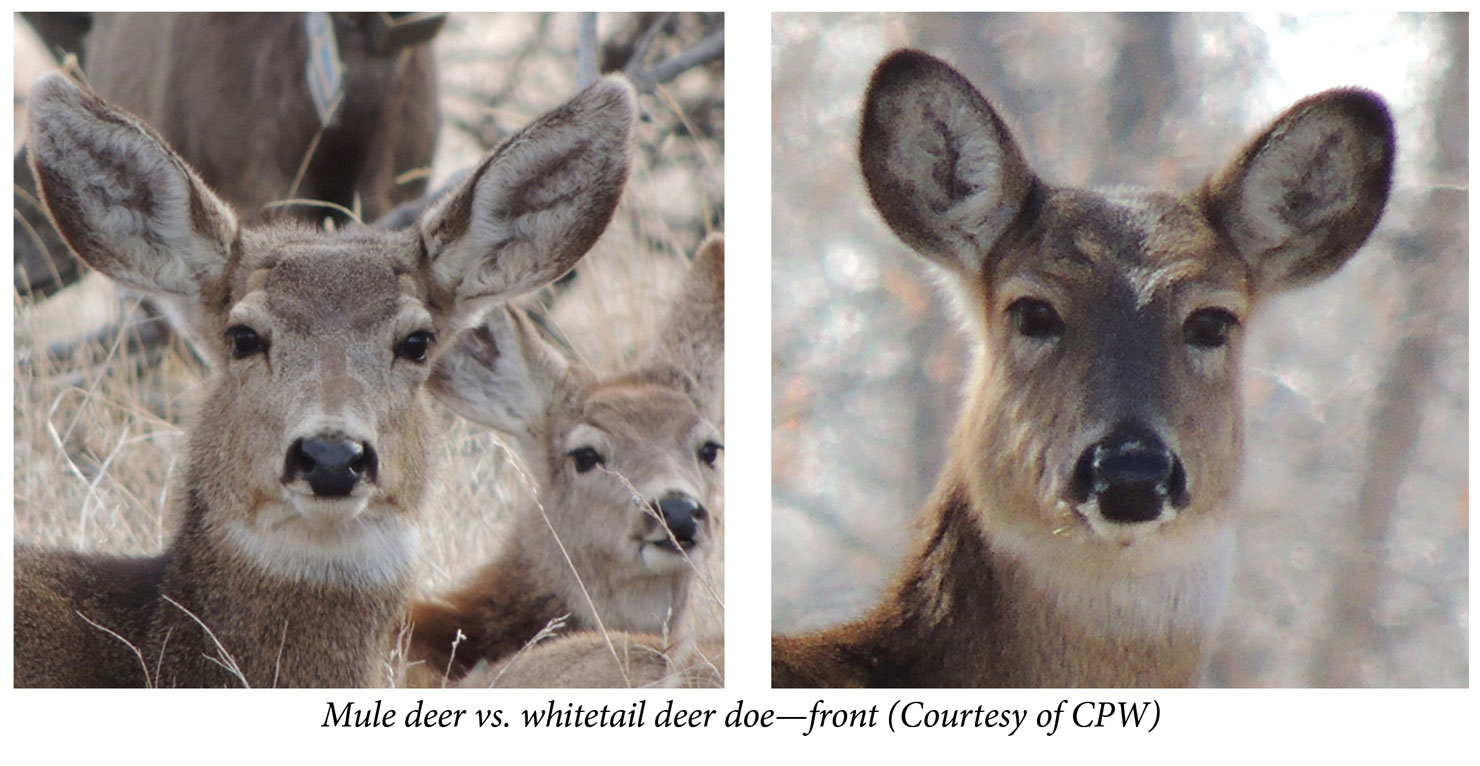 Mule deer vs. whitetail deer doe—front (Courtesy of CPW)